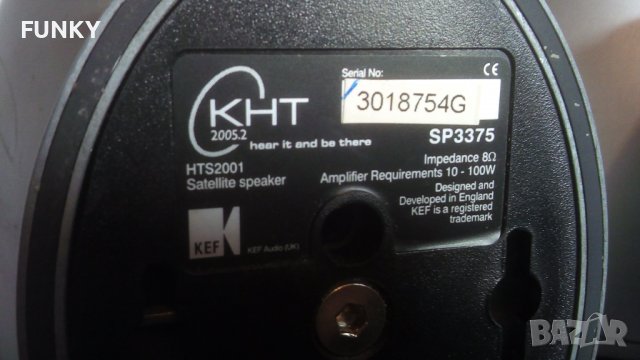 FUNKY
KHT
2005.2
hear it and be there
HTS2001
Satellite speaker
KEF
KEF Audio (UK)
Serial No:
CE
3018754G
SP3375
Impedance 8Ω
Amplifier Requirements 10 - 100W
Designed and
Developed in England
KEF is a registered
trademark
BAZAR